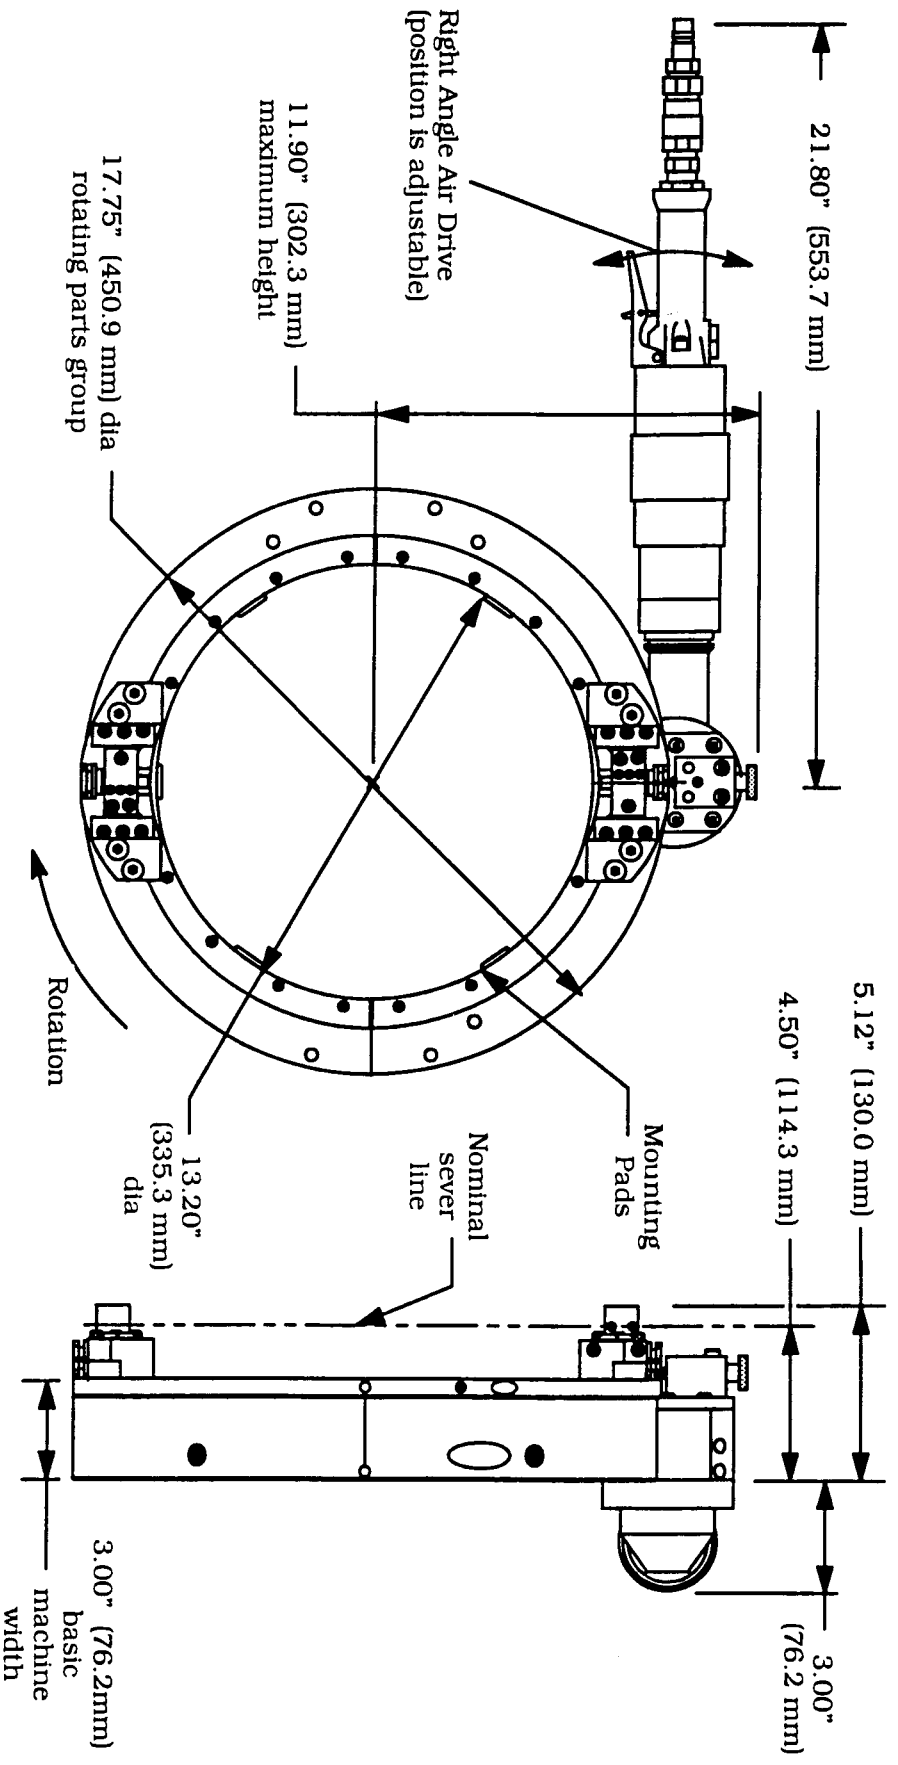 21.80” (553.7 mm)
Right Angle Air Drive
(position is adjustable)
11.90” (302.3 mm)
maximum height
17.75” (450.9 mm) dia
rotating parts group
5.12” (130.0 mm)
4.50” (114.3 mm)
Mounting
Pads
Nominal
sever
line
13.20”
(335.3 mm)
dia
Rotation
3.00”
(76.2 mm)
3.00” (76.2mm)
basic
machine
width